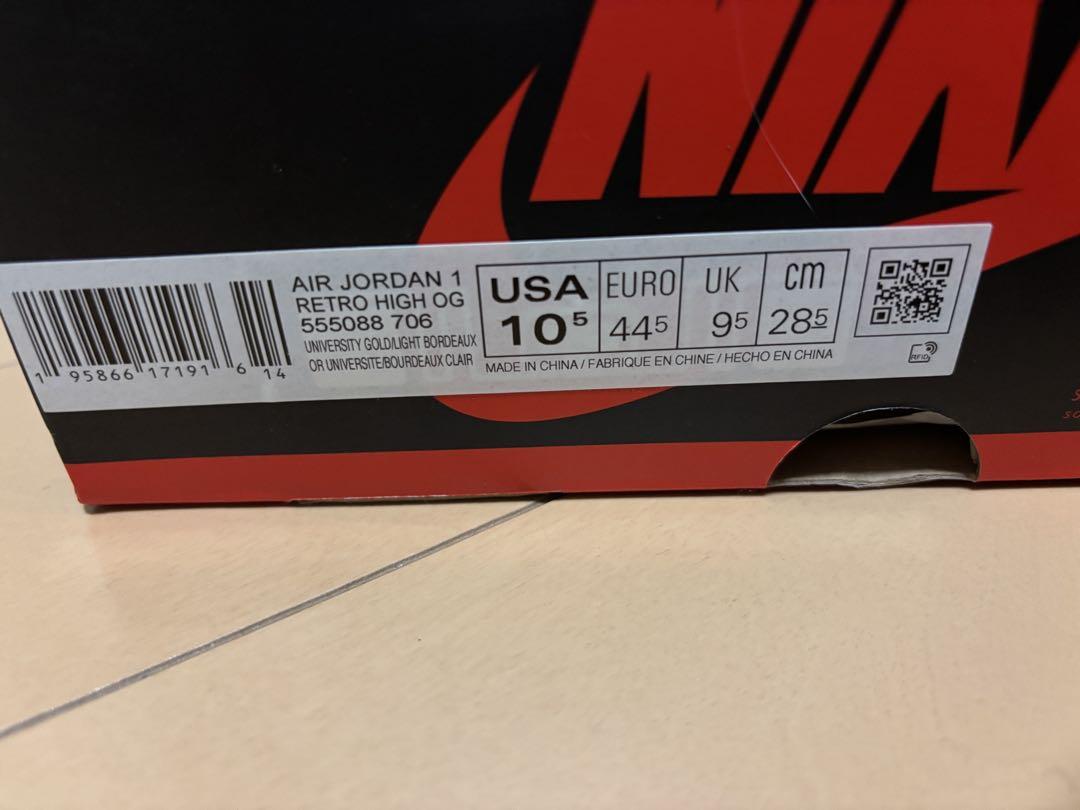 NIK
AIR JORDAN 1
RETRO HIGH OG
555088 706
UNIVERSITY GOLD/LIGHT BORDEAUX
OR UNIVERSITE/BOURDEAUX CLAIR
1 95866 17191 6 14
USA EURO UK cm
10⁵ 44⁵ 9⁵ 28⁵
MADE IN CHINA / FABRIQUE EN CHINE / HECHO EN CHINA
RFID